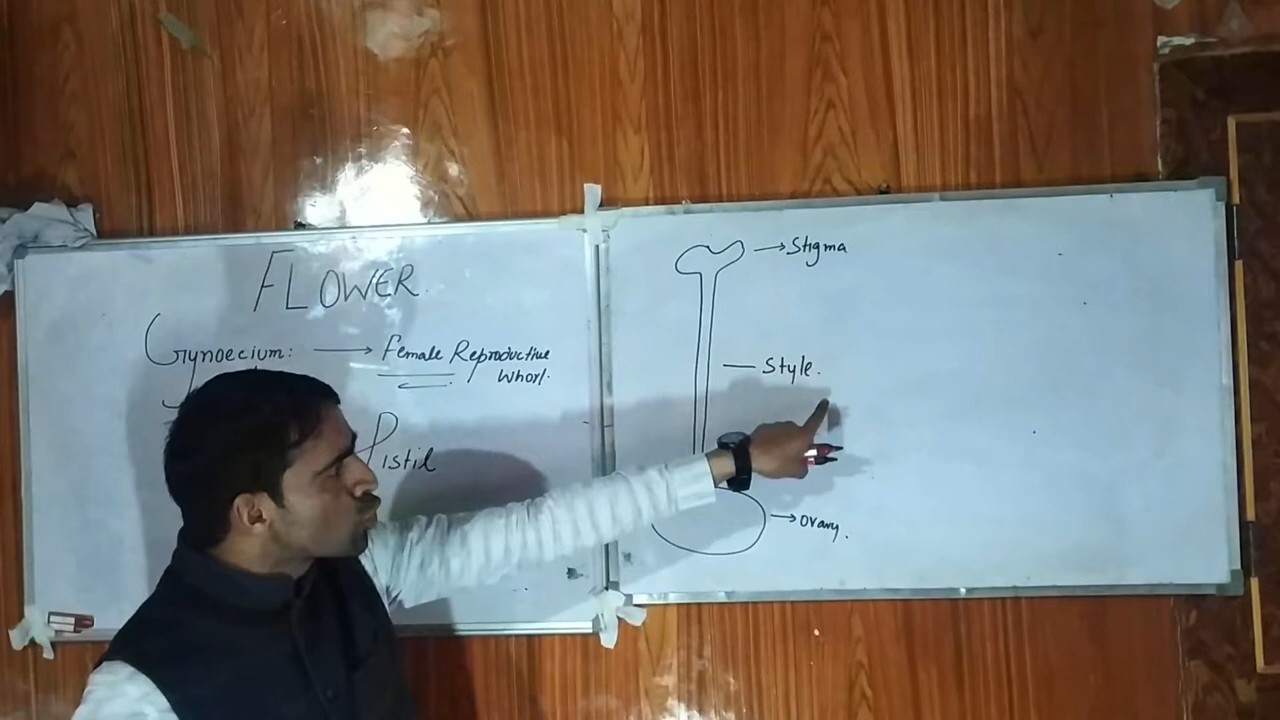 FLOWER.
Gynoecium: → Female Reproductive
Whorl.
Pistil
→ Stigma
— Style.
→ Ovary.